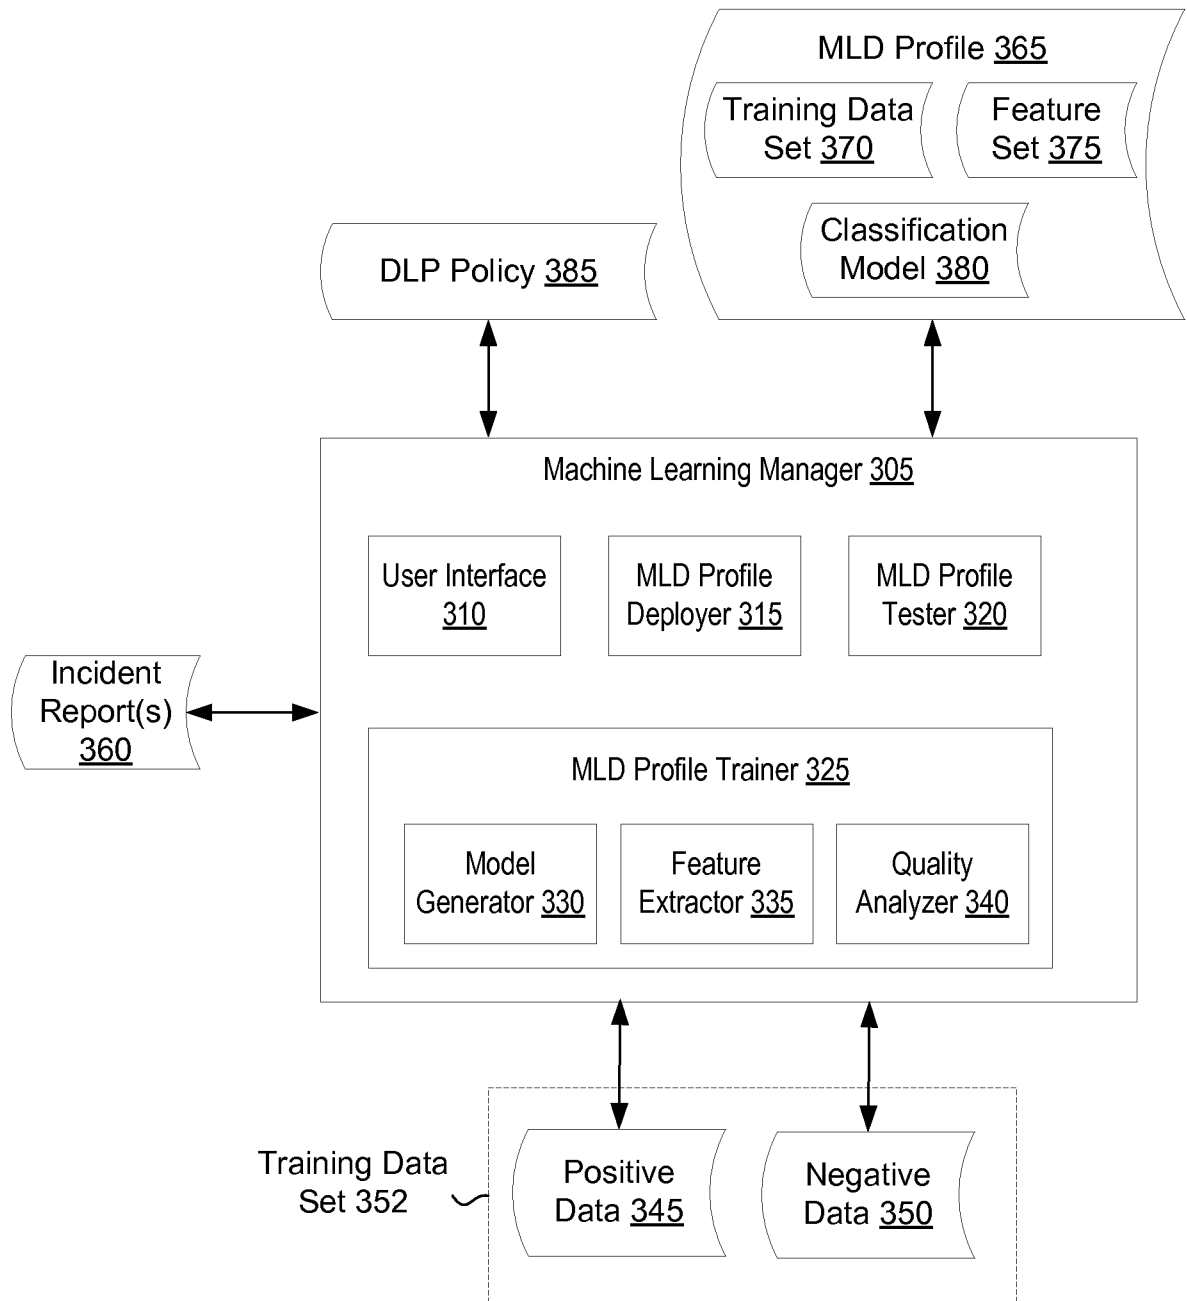 MLD Profile 365
Training Data
Set 370
Feature
Set 375
Classification
Model 380
DLP Policy 385
Machine Learning Manager 305
User Interface
310
MLD Profile
Deployer 315
MLD Profile
Tester 320
Incident
Report(s)
360
MLD Profile Trainer 325
Model
Generator 330
Feature
Extractor 335
Quality
Analyzer 340
Training Data
Set 352
Positive
Data 345
Negative
Data 350